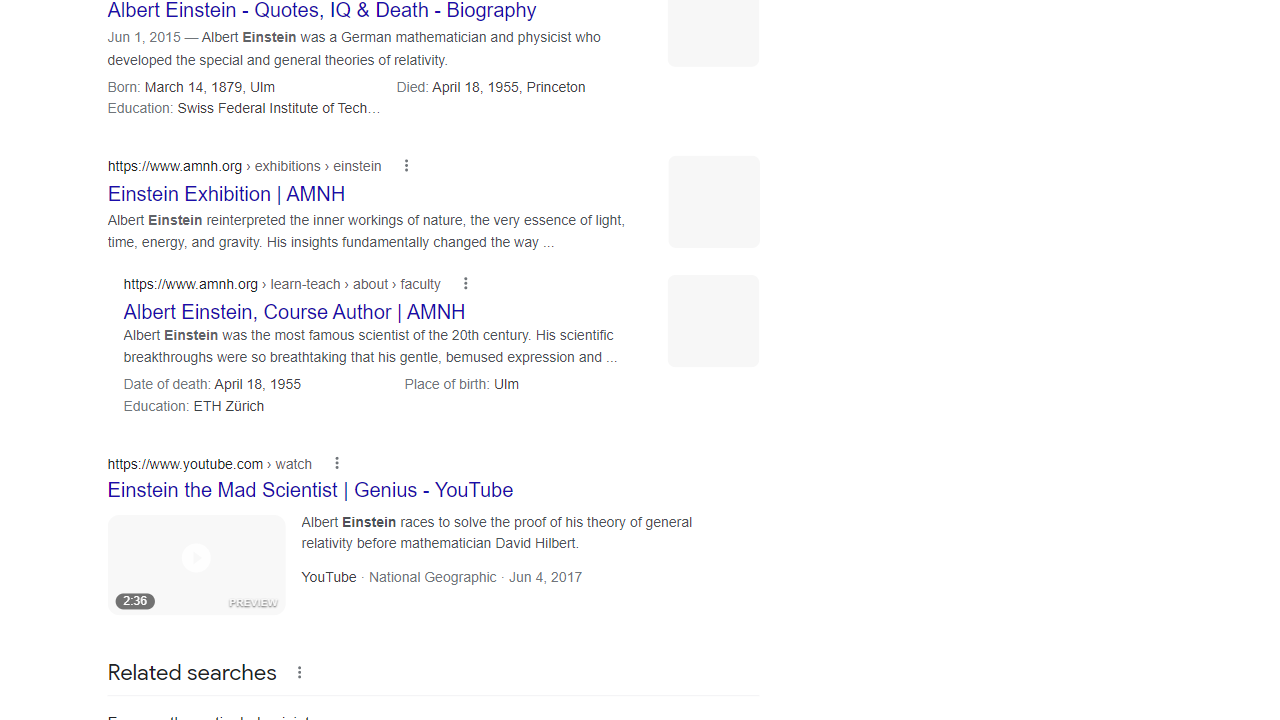 Albert Einstein - Quotes, IQ & Death - Biography
Jun 1, 2015 — Albert Einstein was a German mathematician and physicist who
developed the special and general theories of relativity.
Born: March 14, 1879, Ulm
Died: April 18, 1955, Princeton
Education: Swiss Federal Institute of Tech…
https://www.amnh.org › exhibitions › einstein
Einstein Exhibition | AMNH
Albert Einstein reinterpreted the inner workings of nature, the very essence of light,
time, energy, and gravity. His insights fundamentally changed the way ...
https://www.amnh.org › learn-teach › about › faculty
Albert Einstein, Course Author | AMNH
Albert Einstein was the most famous scientist of the 20th century. His scientific
breakthroughs were so breathtaking that his gentle, bemused expression and ...
Date of death: April 18, 1955
Place of birth: Ulm
Education: ETH Zürich
https://www.youtube.com › watch
Einstein the Mad Scientist | Genius - YouTube
Albert Einstein races to solve the proof of his theory of general
relativity before mathematician David Hilbert.
YouTube · National Geographic · Jun 4, 2017
2:36
PREVIEW
Related searches